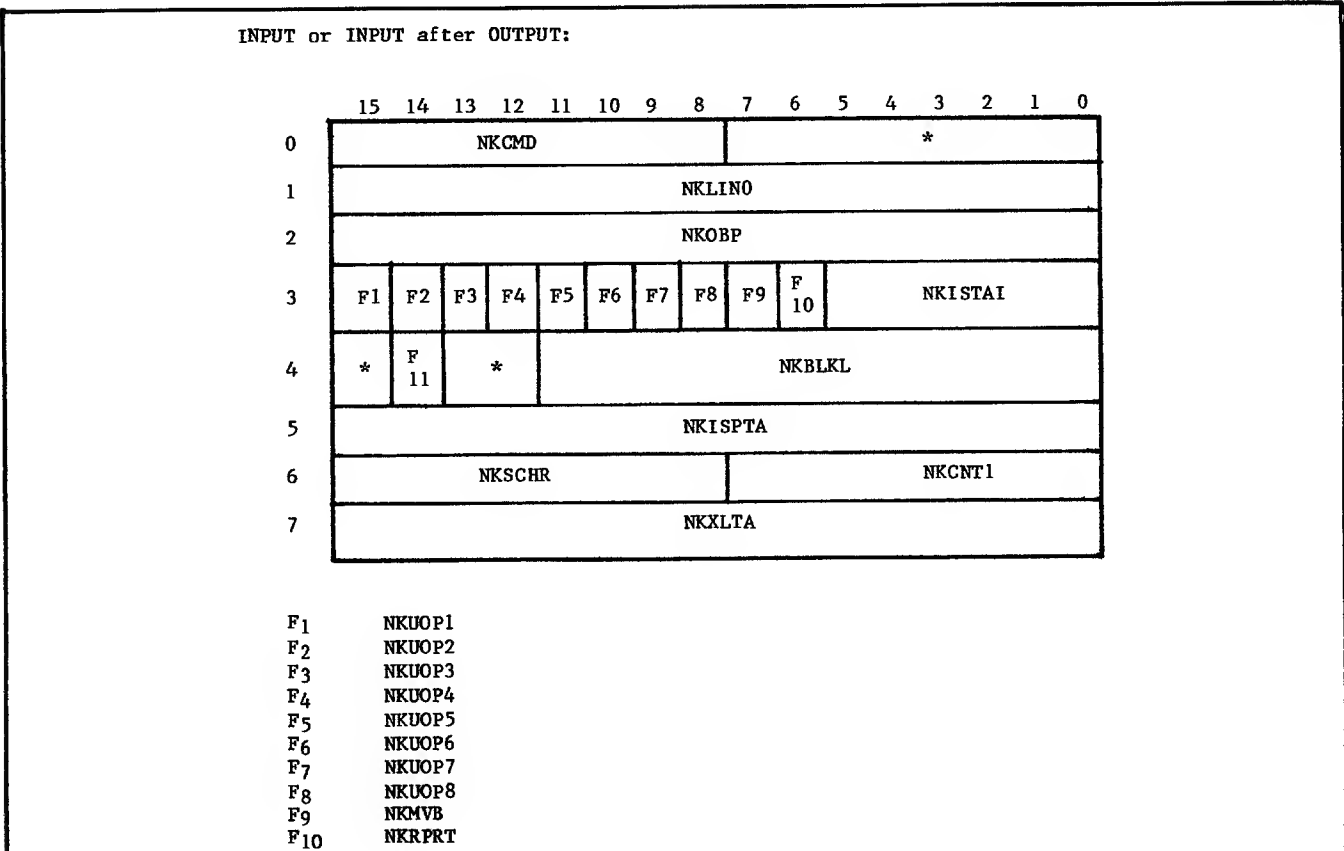 INPUT or INPUT after OUTPUT:
15 14 13 12 11 10 9 8 7 6 5 4 3 2 1 0
0 NKCMD *
1 NKLINO
2 NKOBP
3 F1 F2 F3 F4 F5 F6 F7 F8 F9 F 10 NKISTAI
4 * F 11 * NKBLKL
5 NKISPTA
6 NKSCHR NKCNT1
7 NKXLTA
F1 NKUOP1
F2 NKUOP2
F3 NKUOP3
F4 NKUOP4
F5 NKUOP5
F6 NKUOP6
F7 NKUOP7
F8 NKUOP8
F9 NKMVB
F10 NKRPRT